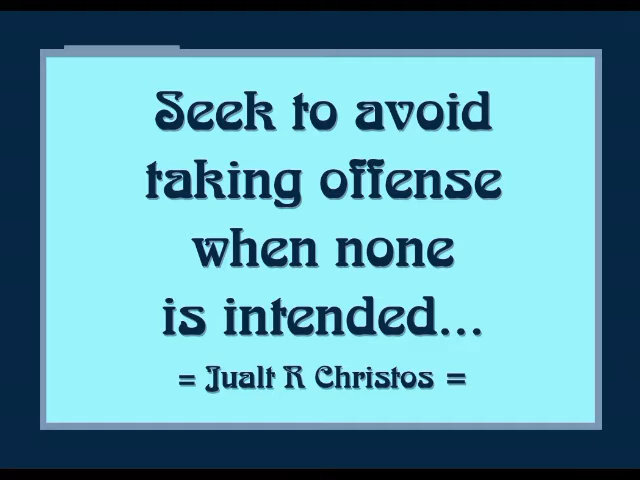 Seek to avoid
taking offense
when none
is intended...
= Jualt R Christos =